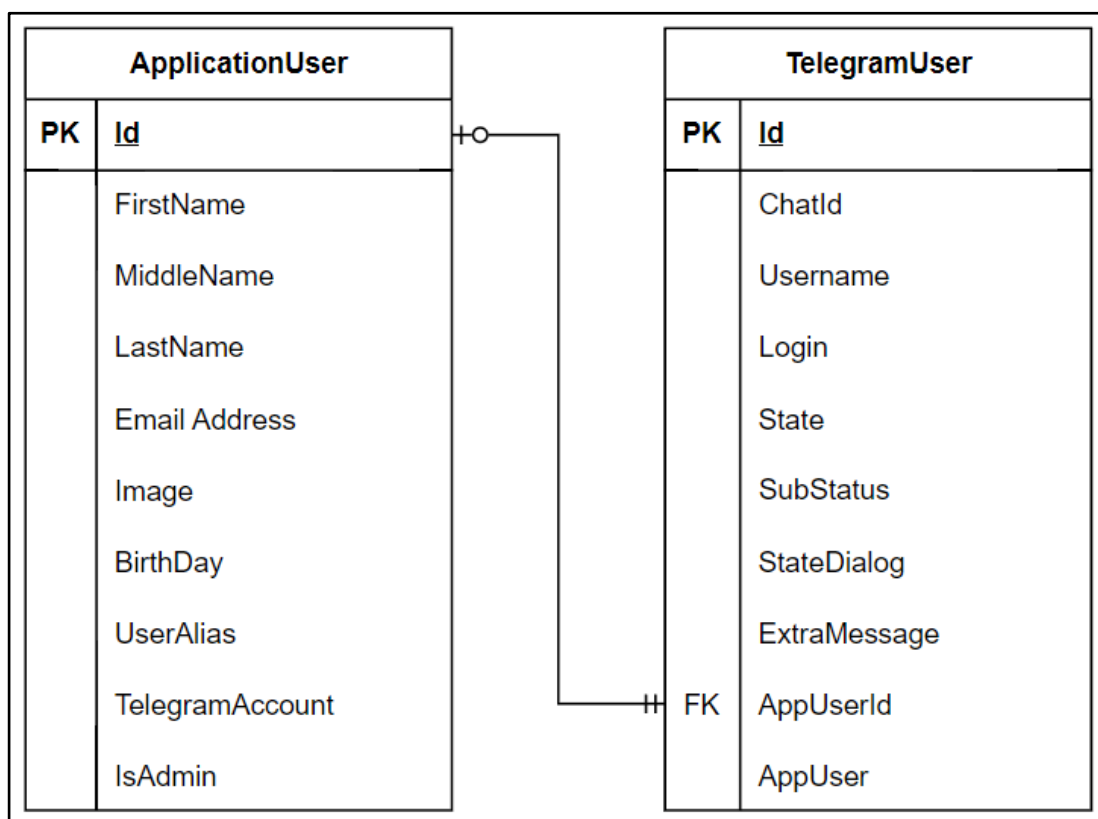 ApplicationUser
PK Id
FirstName
MiddleName
LastName
Email Address
Image
BirthDay
UserAlias
TelegramAccount
IsAdmin
TelegramUser
PK Id
ChatId
Username
Login
State
SubStatus
StateDialog
ExtraMessage
FK AppUserId
AppUser